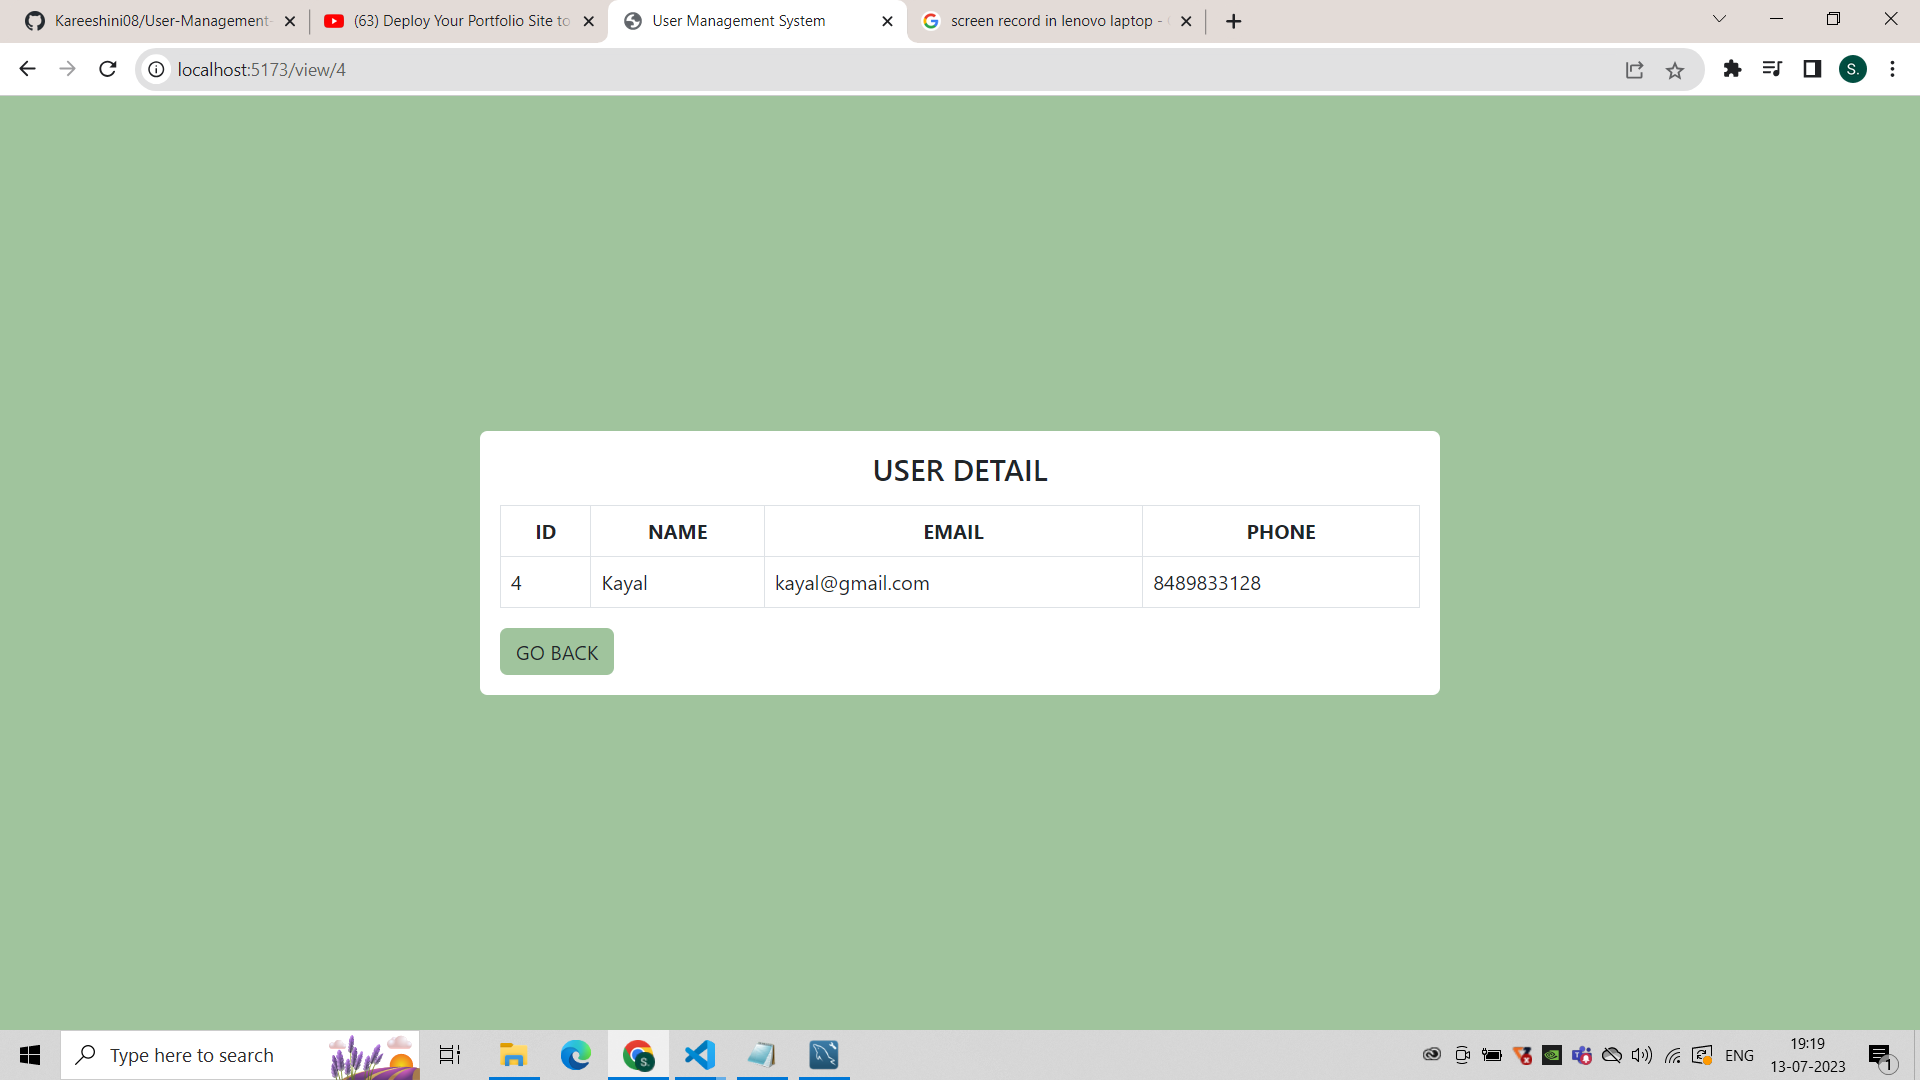 Kareeshini08/User-Management-
(63) Deploy Your Portfolio Site to
User Management System
screen record in lenovo laptop -
localhost:5173/view/4
S.
USER DETAIL
ID NAME EMAIL PHONE
4 Kayal kayal@gmail.com 8489833128
GO BACK
Type here to search
S.
ENG
19:19
13-07-2023
1